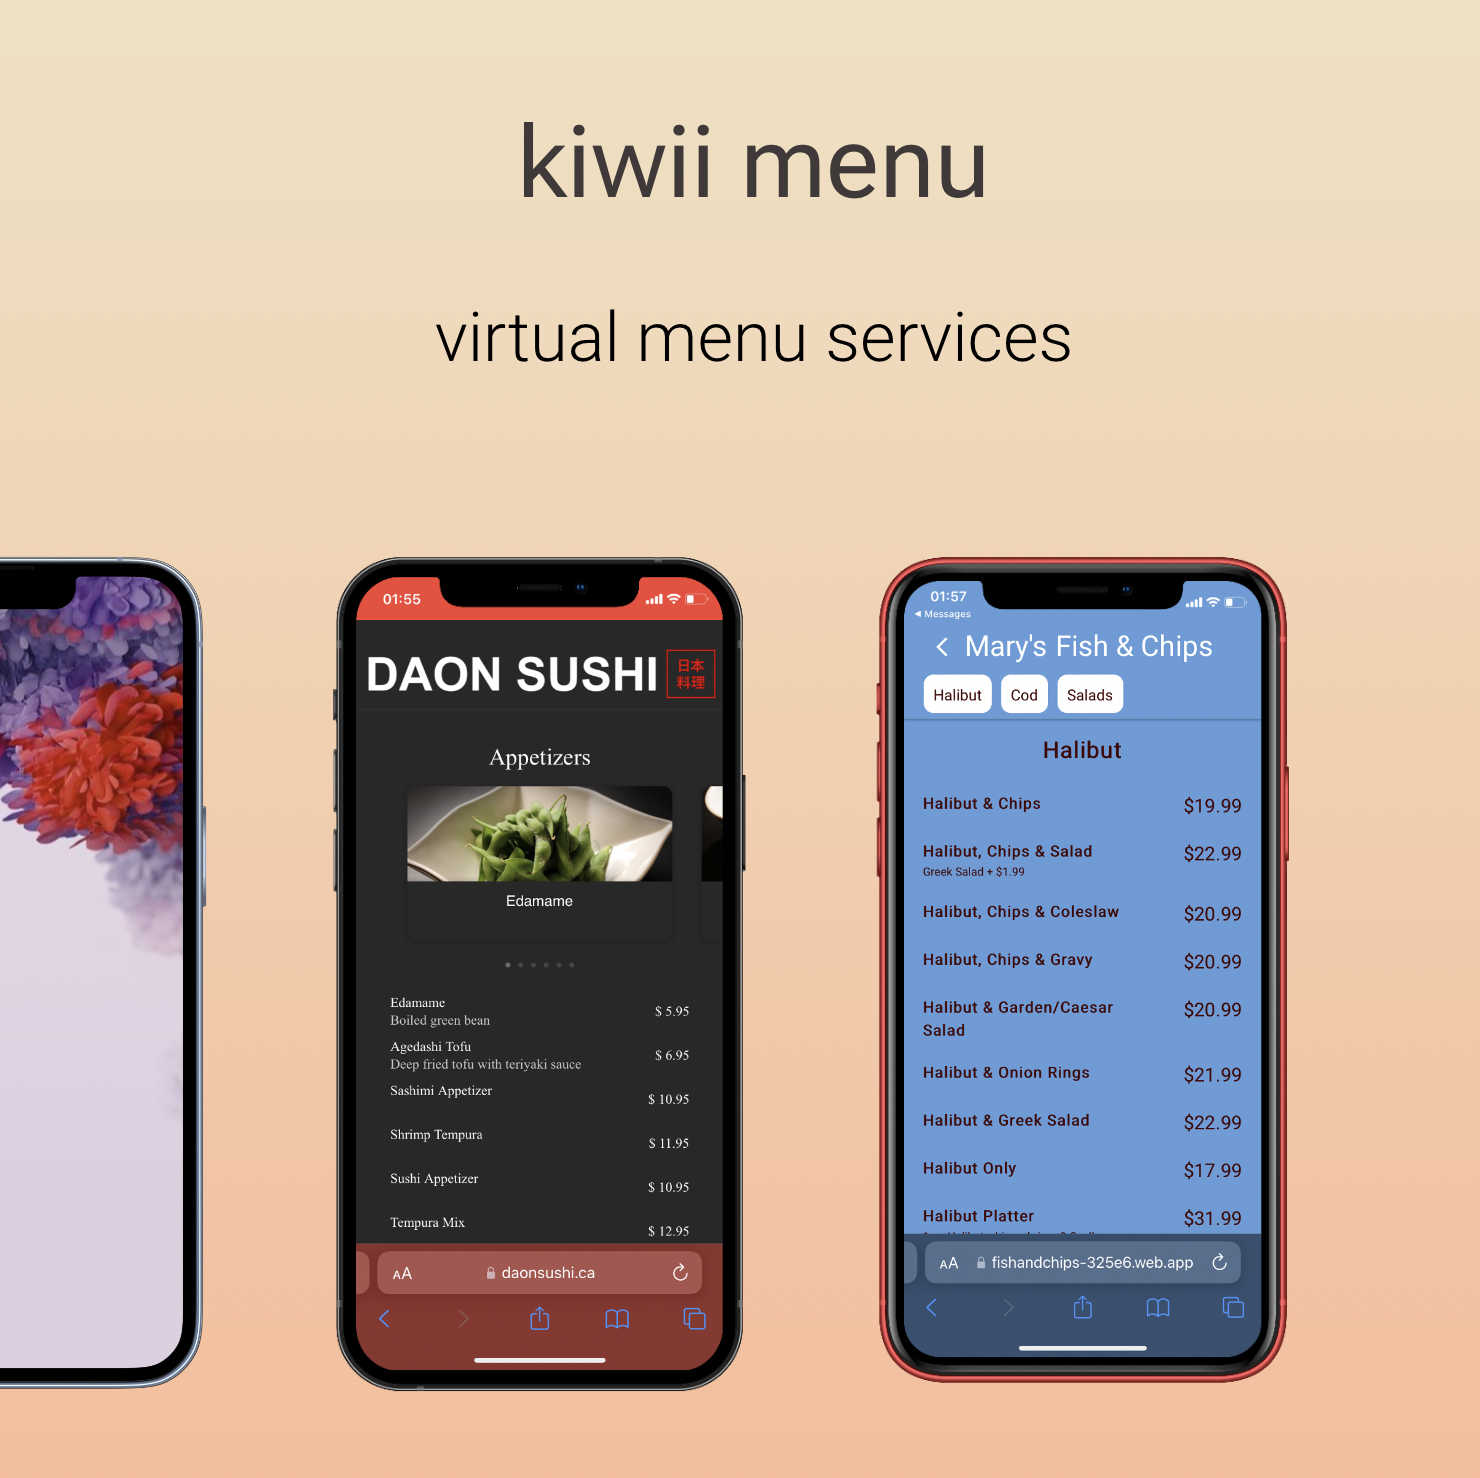 kiwii menu
virtual menu services
01:55
DAON SUSHI
日本
料理
Appetizers
Edamame
Edamame
Boiled green bean
$ 5.95
Agedashi Tofu
Deep fried tofu with teriyaki sauce
$ 6.95
Sashimi Appetizer
$ 10.95
Shrimp Tempura
$ 11.95
Sushi Appetizer
$ 10.95
Tempura Mix
$ 12.95
AA daonsushi.ca
01:57
◀ Messages
Mary's Fish & Chips
Halibut Cod Salads
Halibut
Halibut & Chips $19.99
Halibut, Chips & Salad $22.99
Greek Salad + $1.99
Halibut, Chips & Coleslaw $20.99
Halibut, Chips & Gravy $20.99
Halibut & Garden/Caesar $20.99
Salad
Halibut & Onion Rings $21.99
Halibut & Greek Salad $22.99
Halibut Only $17.99
Halibut Platter $31.99
AA fishandchips-325e6.web.app